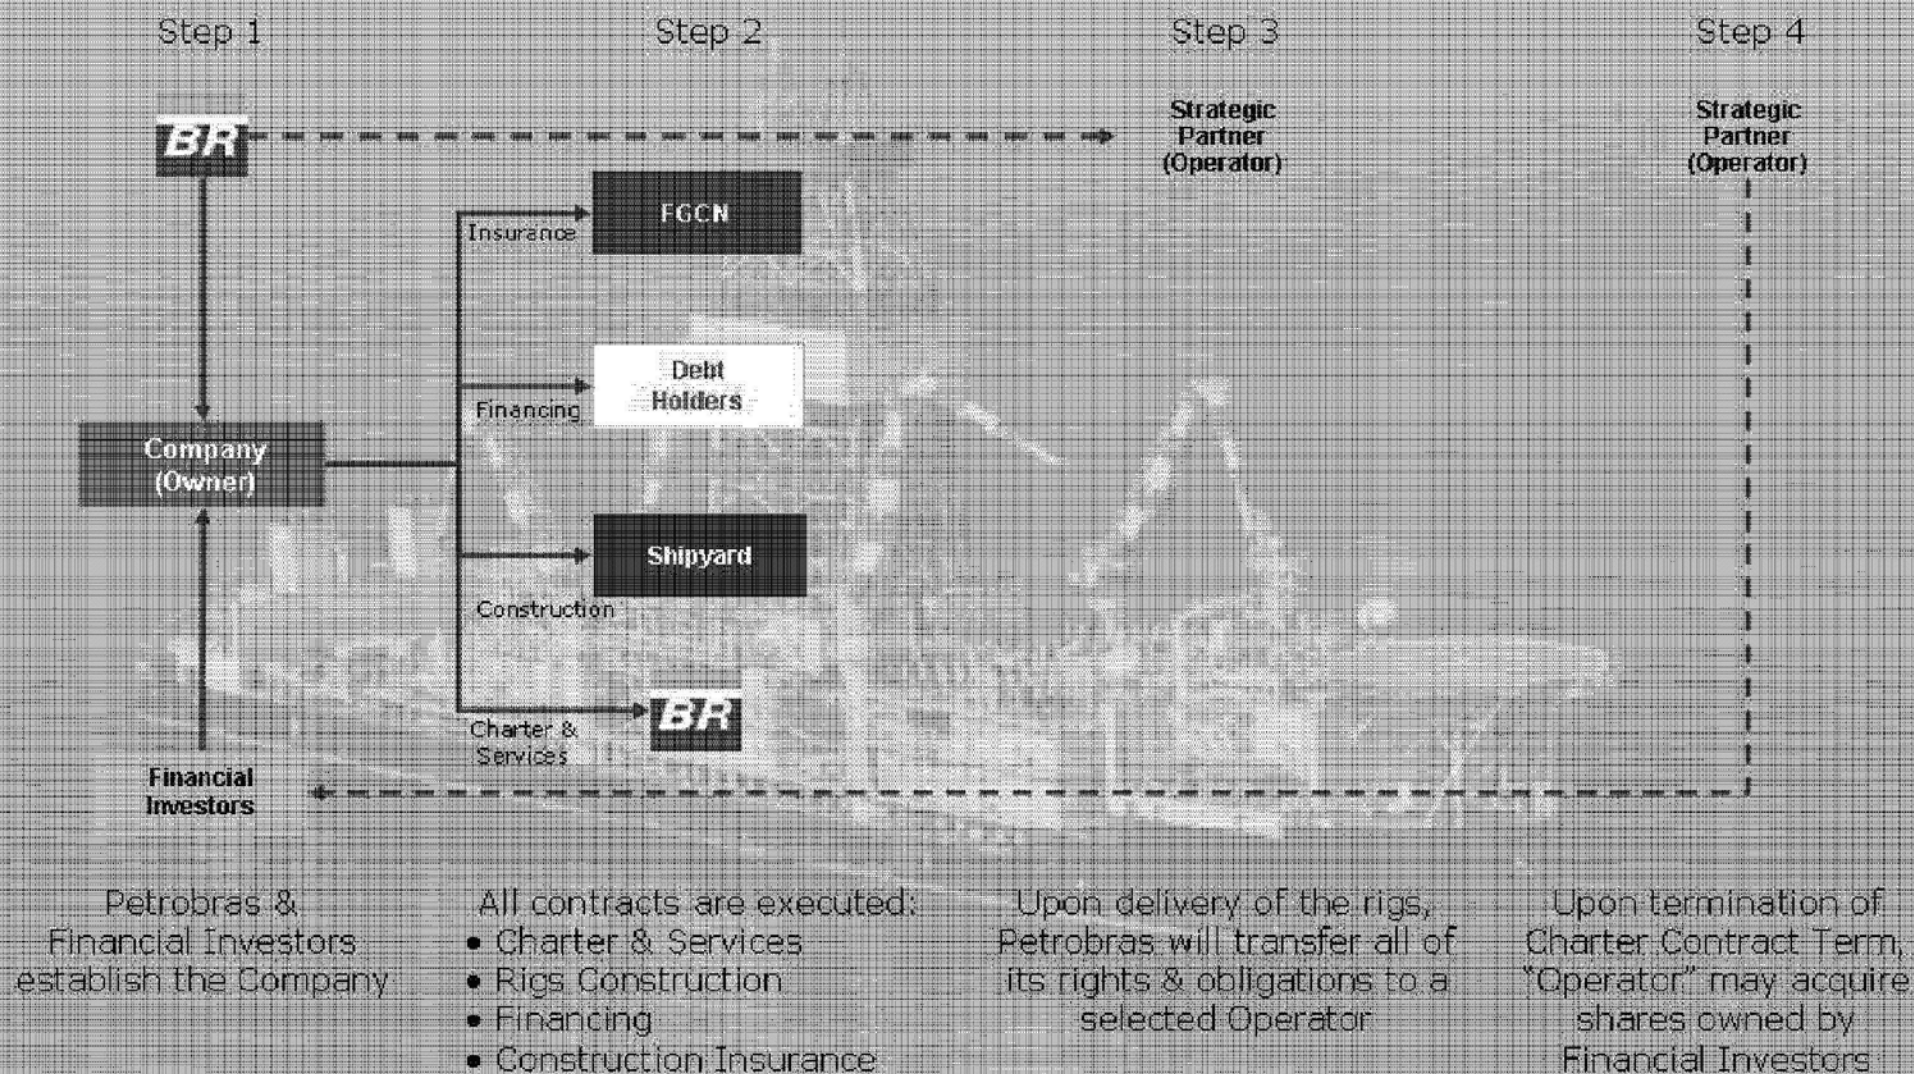 Step 1
Step 2
Step 3
Step 4
BR
Strategic
Partner
(Operator)
Strategic
Partner
(Operator)
FGCN
Insurance
Debt
Holders
Financing
Company
(Owner)
Shipyard
Construction
BR
Charter &
Services
Financial
Investors
Petrobras &
Financial Investors
establish the Company
All contracts are executed:
• Charter & Services
• Rigs Construction
• Financing
• Construction Insurance
Upon delivery of the rigs,
Petrobras will transfer all of
its rights & obligations to a
selected Operator
Upon termination of
Charter Contract Term,
"Operator" may acquire
shares owned by
Financial Investors